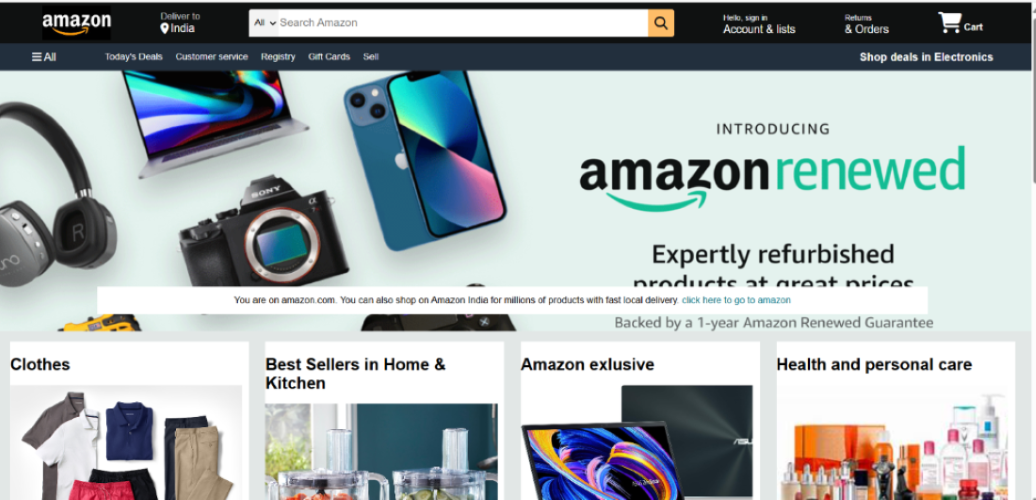 amazon
Deliver to
India
All
Search Amazon
Hello, sign in
Account & lists
Returns
& Orders
Cart
All
Today's Deals
Customer service
Registry
Gift Cards
Sell
Shop deals in Electronics
INTRODUCING
amazon renewed
SONY
α
R
Expertly refurbished
products at great prices
You are on amazon.com. You can also shop on Amazon India for millions of products with fast local delivery. click here to go to amazon
Backed by a 1-year Amazon Renewed Guarantee
Clothes
Best Sellers in Home &
Kitchen
Amazon exlusive
Health and personal care